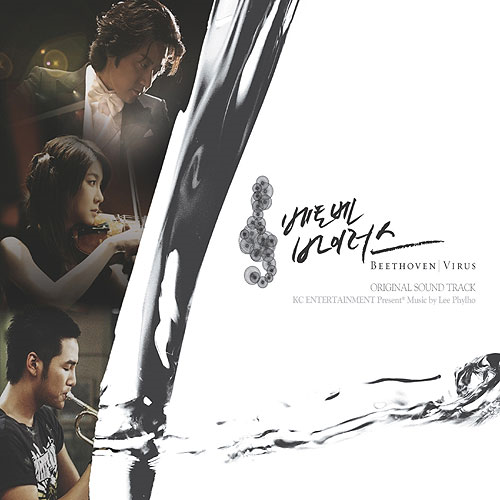 베토벤
바이러스
BEETHOVEN | VIRUS
ORIGINAL SOUND TRACK
KC ENTERTAINMENT Present® Music by Lee Phylho